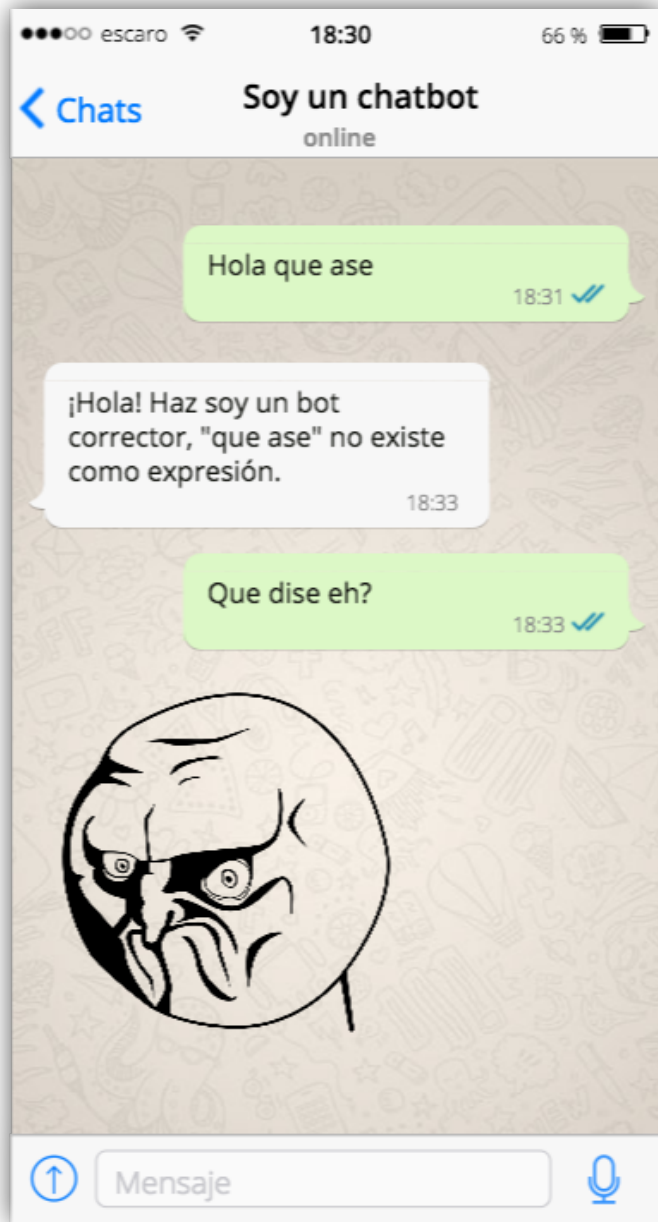 escaro 18:30 66 %
Chats Soy un chatbot
online
Hola que ase
18:31
¡Hola! Haz soy un bot
corrector, "que ase" no existe
como expresión.
18:33
Que dise eh?
18:33
Mensaje